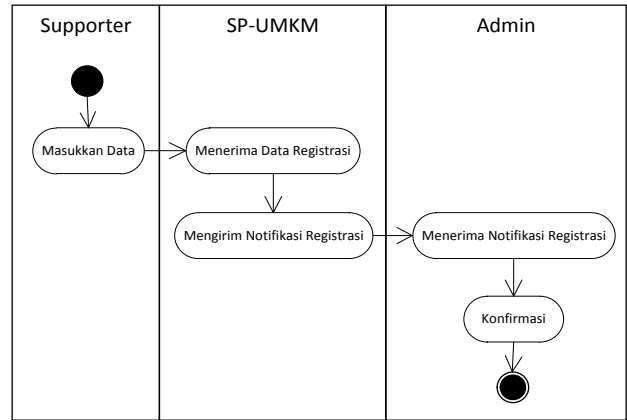 Supporter
SP-UMKM
Admin
Masukkan Data
Menerima Data Registrasi
Mengirim Notifikasi Registrasi
Menerima Notifikasi Registrasi
Konfirmasi